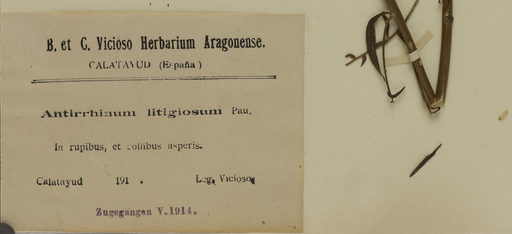 B. et C. Vicioso Herbarium Aragonense.
CALATAYUD (España)
Antirrhinum litigiosum Pau.
In rupibus, et collibus asperis.
Calatayud 191 . Leg. Vicioso.
Zugegangen V.1914.